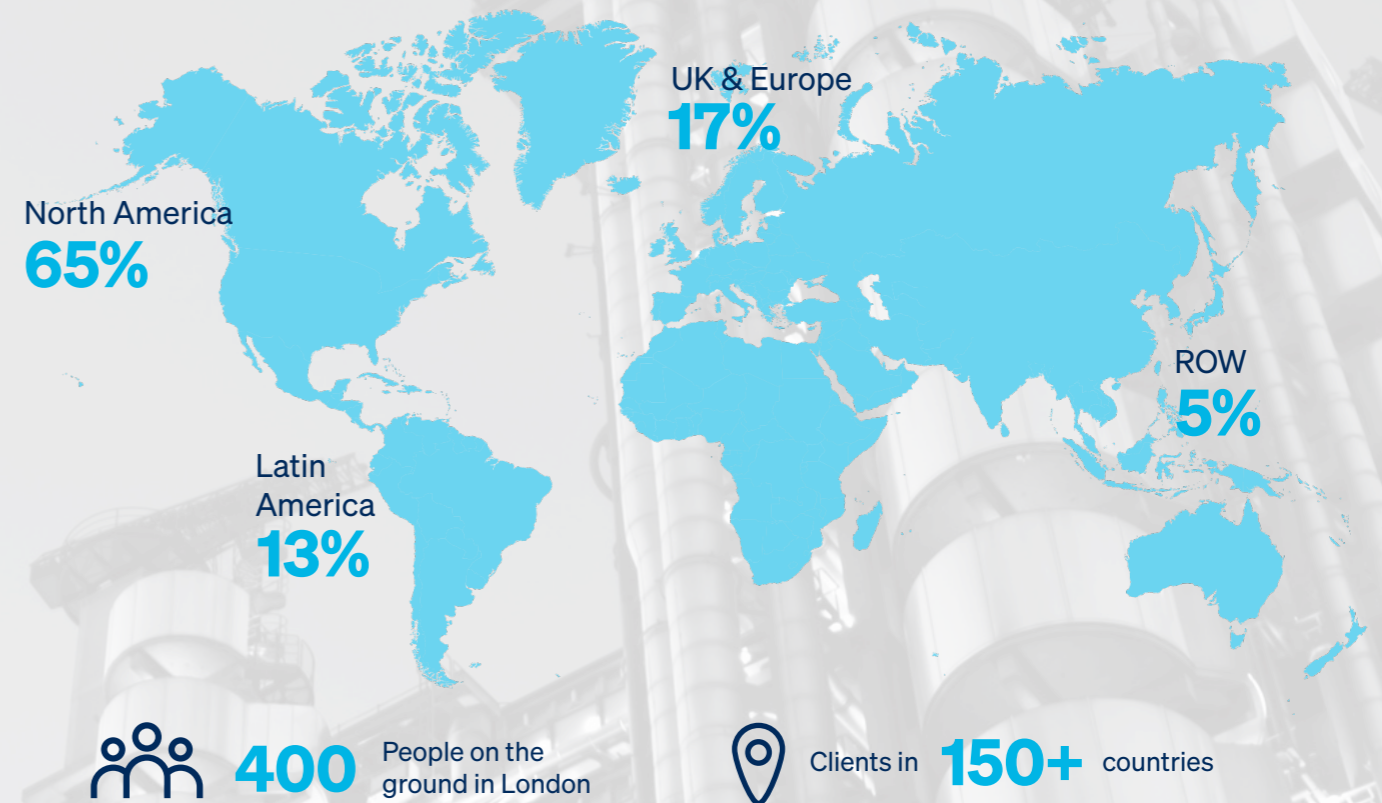 UK & Europe
17%
North America
65%
ROW
5%
Latin
America
13%
400
People on the
ground in London
Clients in 150+ countries